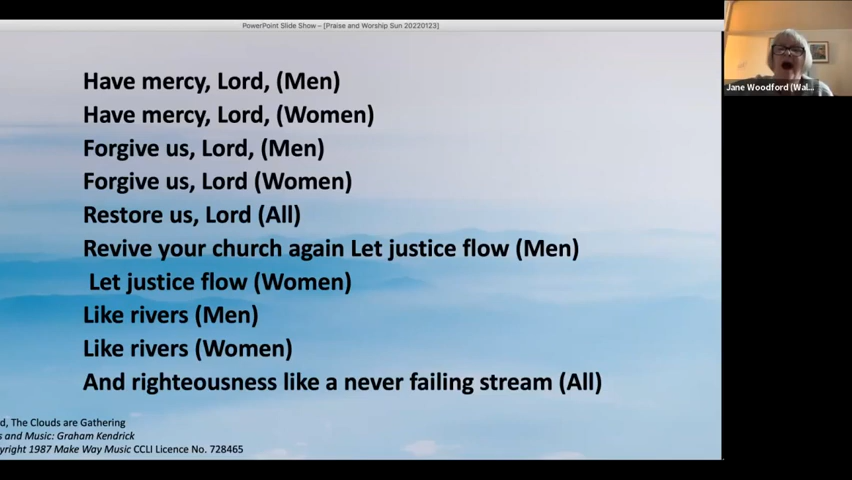 PowerPoint Slide Show – [Praise and Worship Sun 20220123]
Have mercy, Lord, (Men)
Have mercy, Lord, (Women)
Forgive us, Lord, (Men)
Forgive us, Lord (Women)
Restore us, Lord (All)
Revive your church again Let justice flow (Men)
Let justice flow (Women)
Like rivers (Men)
Like rivers (Women)
And righteousness like a never failing stream (All)
d, The Clouds are Gathering
s and Music: Graham Kendrick
yright 1987 Make Way Music CCLI Licence No. 728465
Jane Woodford (Wal...